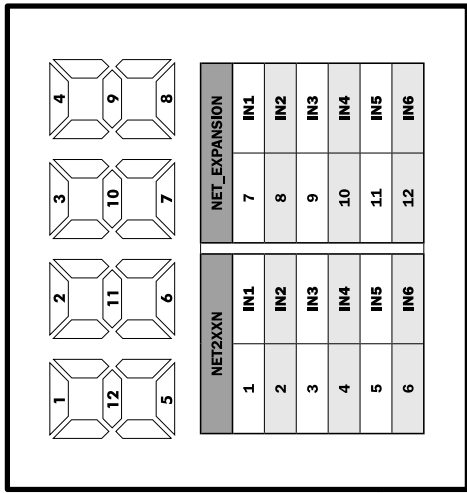 1 2 3 4
12 11 10 9
5 6 7 8
NET2XXN NET_EXPANSION
1 IN1 7 IN1
2 IN2 8 IN2
3 IN3 9 IN3
4 IN4 10 IN4
5 IN5 11 IN5
6 IN6 12 IN6